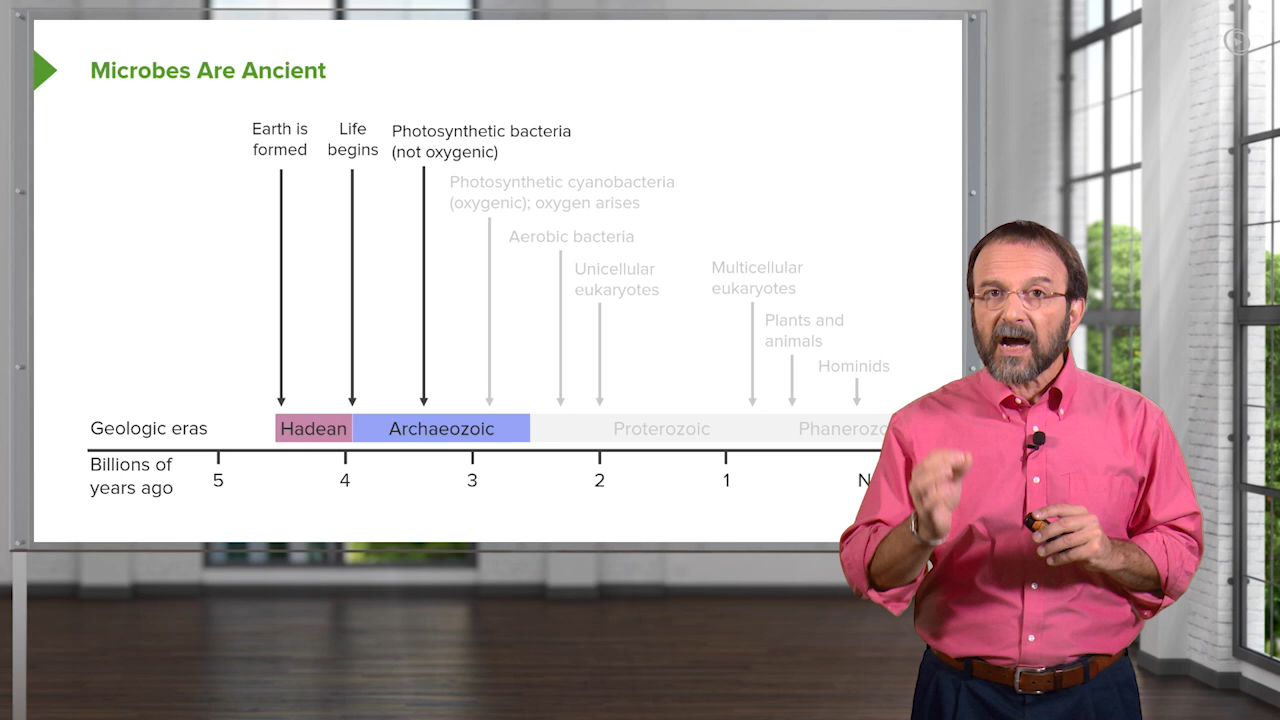 Microbes Are Ancient
Earth is
formed
Life
begins
Photosynthetic bacteria
(not oxygenic)
Photosynthetic cyanobacteria
(oxygenic); oxygen arises
Aerobic bacteria
Unicellular
eukaryotes
Multicellular
eukaryotes
Plants and
animals
Hominids
Geologic eras
Hadean
Archaeozoic
Proterozoic
Billions of
years ago
5
4
3
2
1